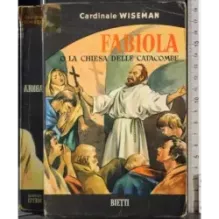 Cardinale WISEMAN
FABIOLA
O LA CHIESA DELLE CATACOMBE
BIETTI